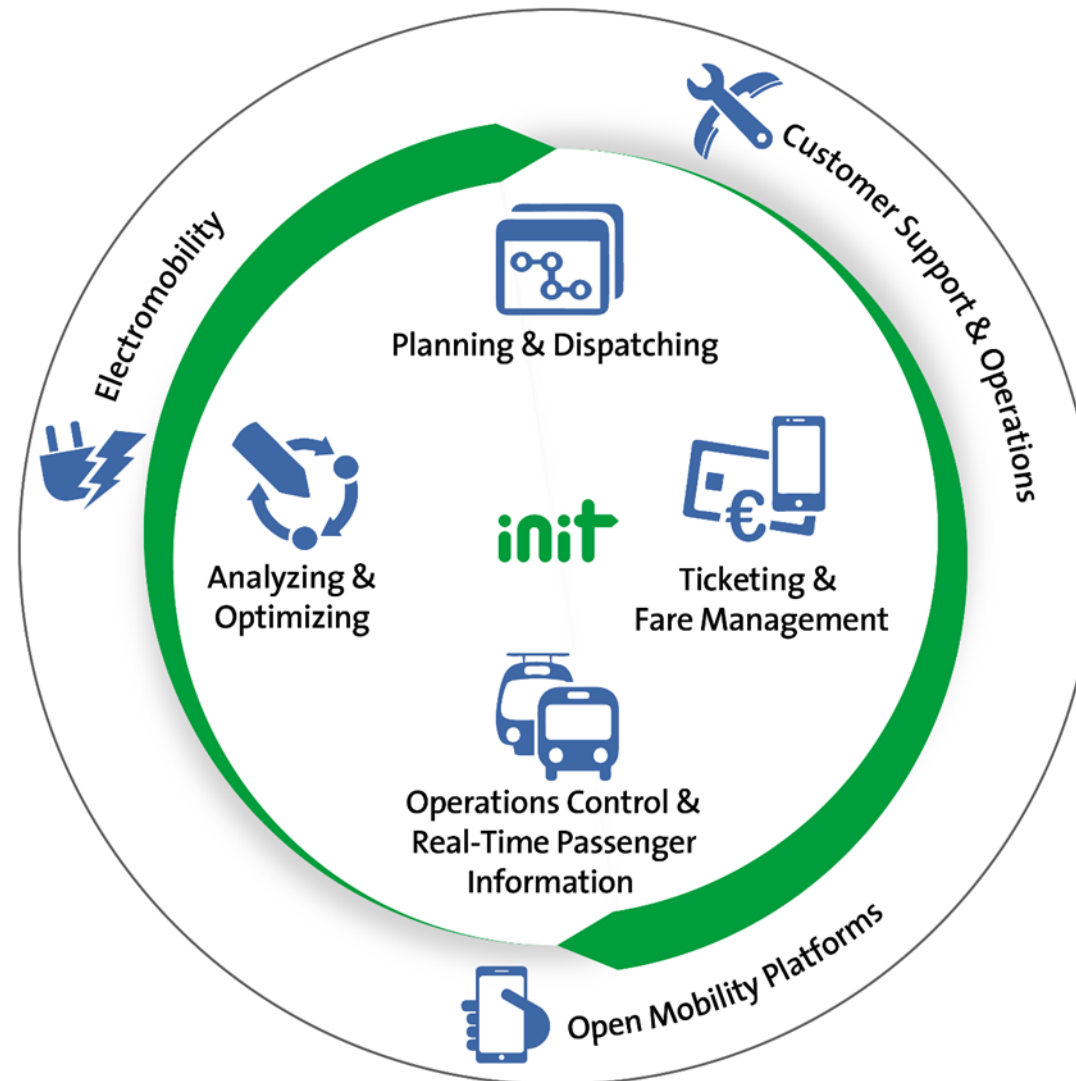 Customer Support & Operations
Electromobility
Planning & Dispatching
Analyzing &
Optimizing
init
€
Ticketing &
Fare Management
Operations Control &
Real-Time Passenger
Information
Open Mobility Platforms